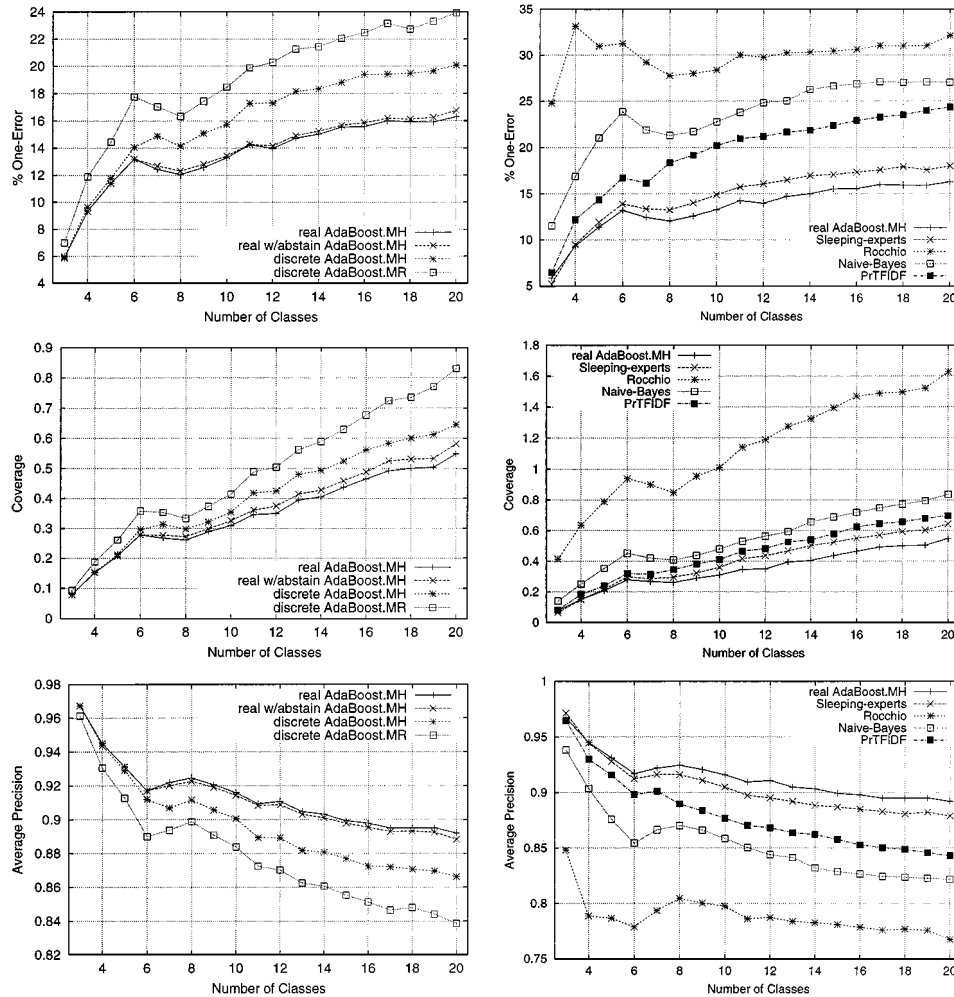 24
22
20
18
16
14
12
10
8
6
4
% One-Error
real AdaBoost.MH
real w/abstain AdaBoost.MH
discrete AdaBoost.MH
discrete AdaBoost.MR
4 6 8 10 12 14 16 18 20
Number of Classes
35
30
25
20
15
10
5
% One-Error
real AdaBoost.MH
Sleeping-experts
Rocchio
Naive-Bayes
PrTFIDF
4 6 8 10 12 14 16 18 20
Number of Classes
0.9
0.8
0.7
0.6
0.5
0.4
0.3
0.2
0.1
0
Coverage
real AdaBoost.MH
real w/abstain AdaBoost.MH
discrete AdaBoost.MH
discrete AdaBoost.MR
4 6 8 10 12 14 16 18 20
Number of Classes
1.8
1.6
1.4
1.2
1
0.8
0.6
0.4
0.2
0
Coverage
real AdaBoost.MH
Sleeping-experts
Rocchio
Naive-Bayes
PrTFIDF
4 6 8 10 12 14 16 18 20
Number of Classes
0.98
0.96
0.94
0.92
0.9
0.88
0.86
0.84
0.82
Average Precision
real AdaBoost.MH
real w/abstain AdaBoost.MH
discrete AdaBoost.MH
discrete AdaBoost.MR
4 6 8 10 12 14 16 18 20
Number of Classes
1
0.95
0.9
0.85
0.8
0.75
Average Precision
real AdaBoost.MH
Sleeping-experts
Rocchio
Naive-Bayes
PrTFIDF
4 6 8 10 12 14 16 18 20
Number of Classes